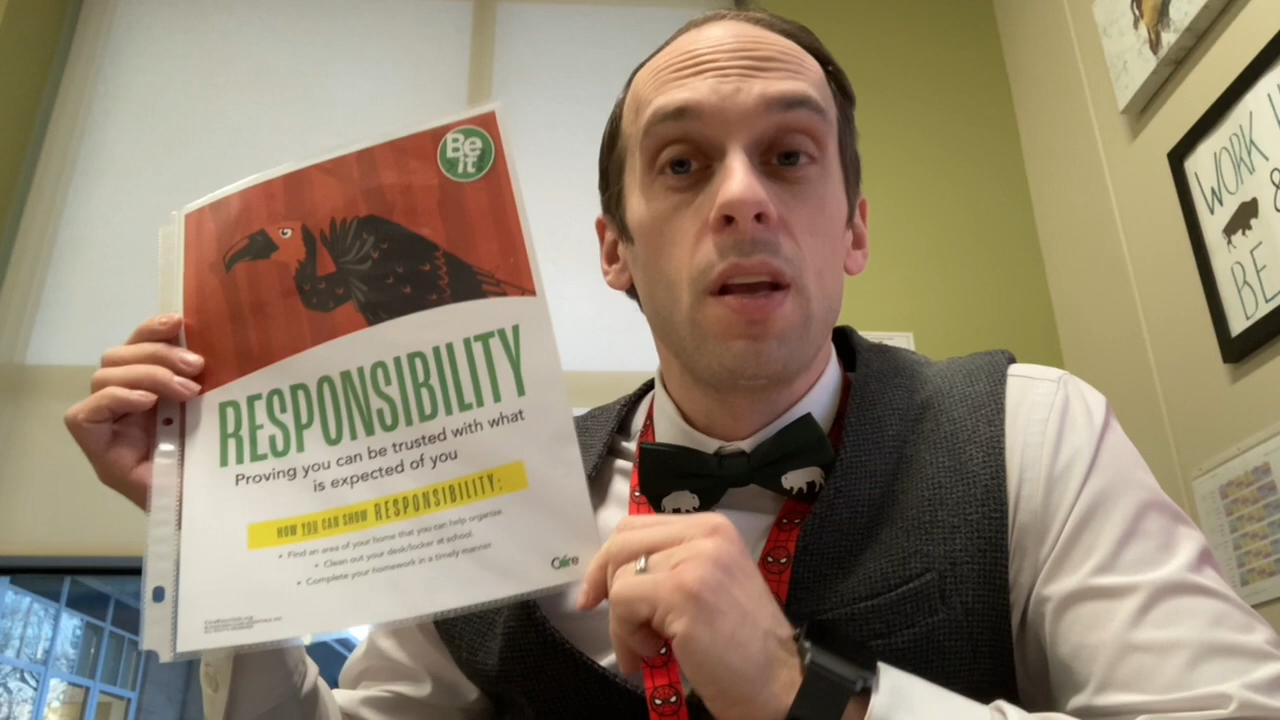 Be
it
RESPONSIBILITY
Proving you can be trusted with what
is expected of you
HOW YOU CAN SHOW RESPONSIBILITY:
• Find an area of your home that you can help organize.
• Clean out your desk/locker at school.
• Complete your homework in a timely manner
Core
WORK
&
BE